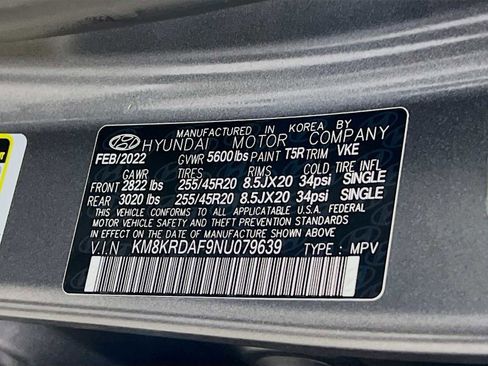 MANUFACTURED IN KOREA BY
HYUNDAI MOTOR COMPANY
FEB/2022 GVWR 5600lbs PAINT T5R TRIM VKE
GAWR TIRES RIMS COLD TIRE INFL
FRONT 2822 lbs 255/45R20 8.5JX20 34psi SINGLE
REAR 3020 lbs 255/45R20 8.5JX20 34psi SINGLE
THIS VEHICLE CONFORMS TO ALL APPLICATABLE U.S.A. FEDERAL
MOTOR VEHICLE SAFETY, BUMPER, AND THEFT PREVENTION STANDARDS
IN EFFECT ON THE DATE OF MANUFACTURE SHOWN ABOVE.
V.I.N KM8KRDAF9NU079639 TYPE : MPV